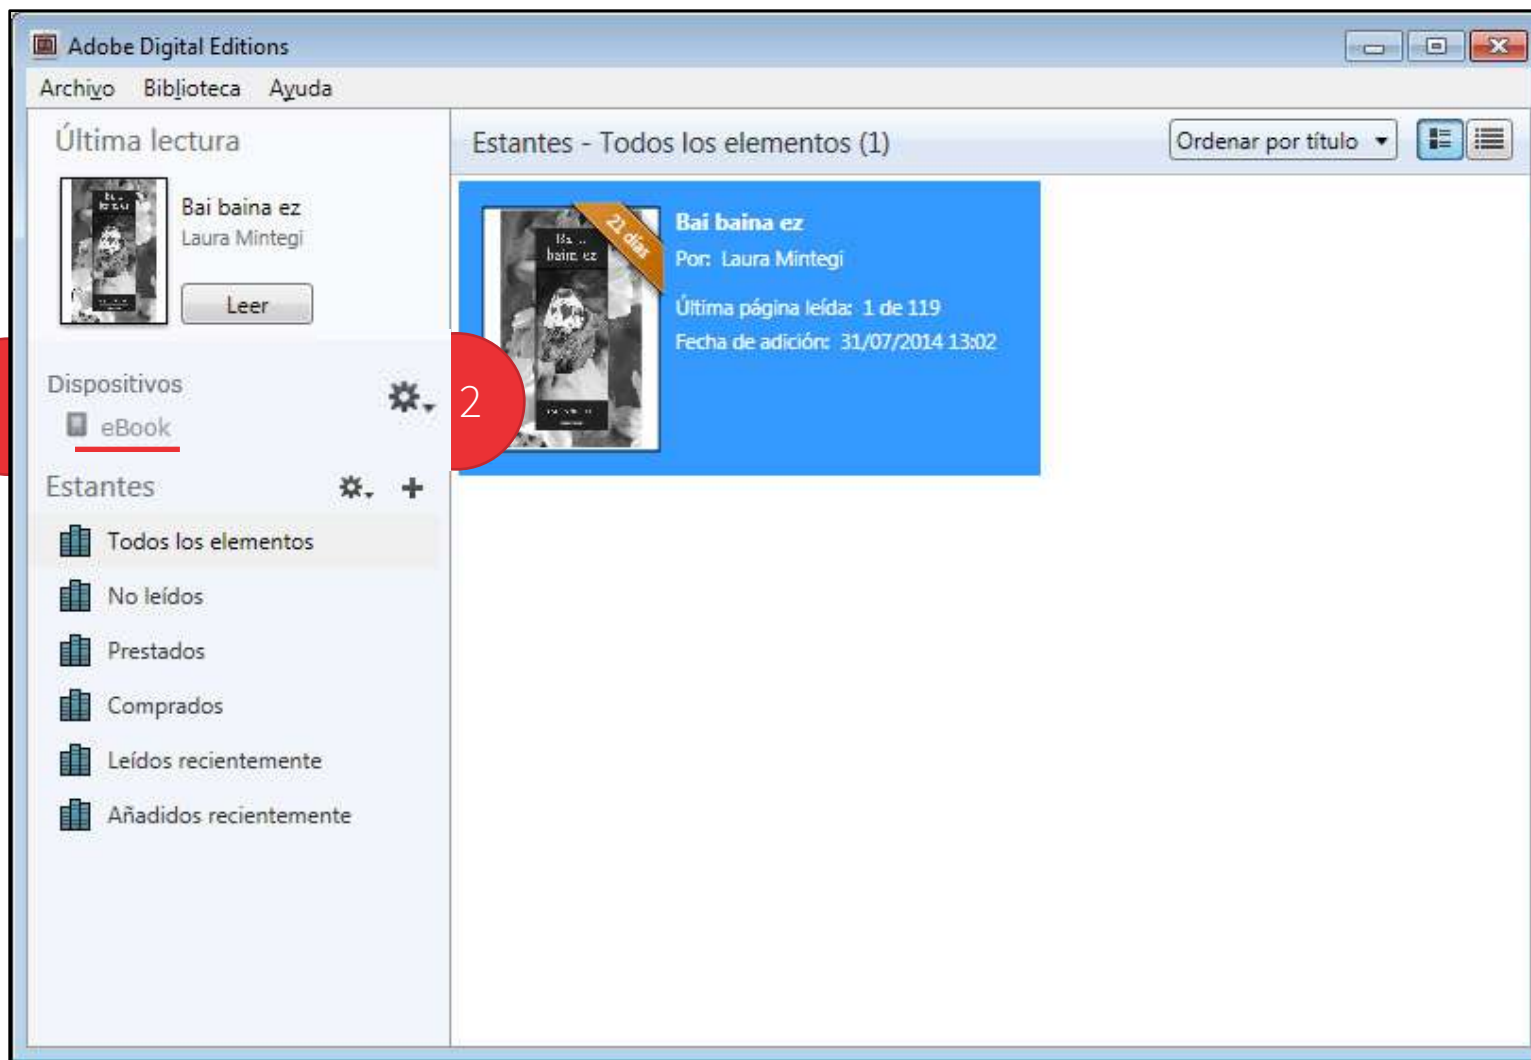 Adobe Digital Editions
Archivo Biblioteca Ayuda
Última lectura
Bai baina ez
Laura Mintegi
Leer
Dispositivos
eBook
2
Estantes
Todos los elementos
No leídos
Prestados
Comprados
Leídos recientemente
Añadidos recientemente
Estantes - Todos los elementos (1)
Ordenar por título
21 días
Bai baina ez
Por: Laura Mintegi
Última página leída: 1 de 119
Fecha de adición: 31/07/2014 13:02